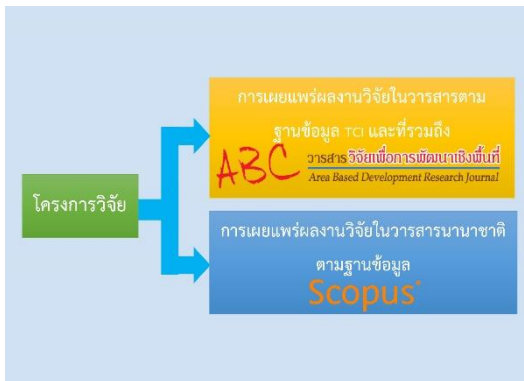 โครงการวิจัย
การเผยแพร่ผลงานวิจัยในวารสารตาม
ฐานข้อมูล TCI และที่รวมถึง
ABC วารสารวิจัยเพื่อการพัฒนาเชิงพื้นที่
Area Based Development Research Journal
การเผยแพร่ผลงานวิจัยในวารสารนานาชาติ
ตามฐานข้อมูล
Scopus®